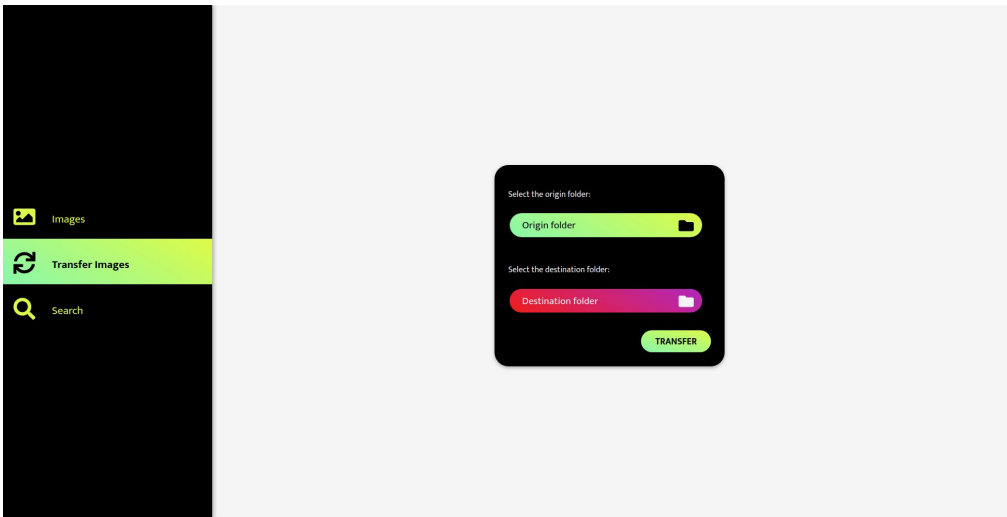 Images
Transfer Images
Search
Select the origin folder:
Origin folder
Select the destination folder:
Destination folder
TRANSFER